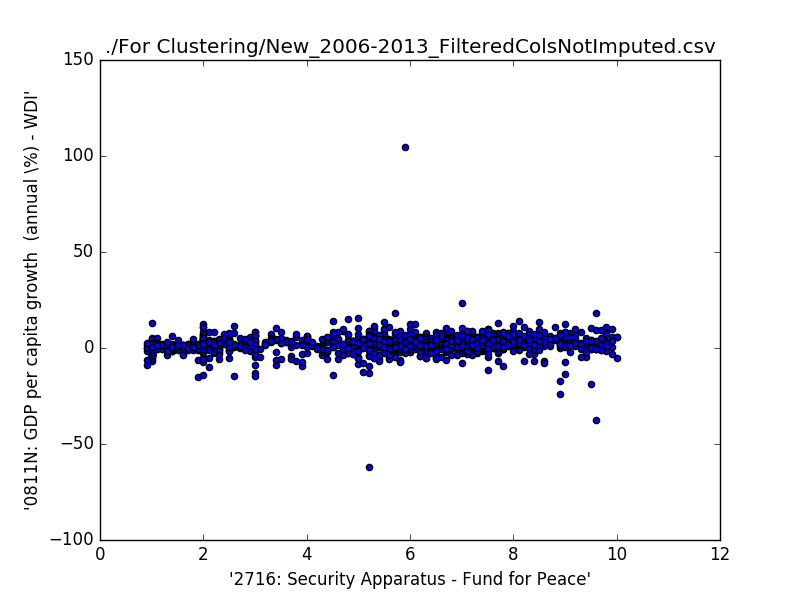 ./For Clustering/New_2006-2013_FilteredColsNotImputed.csv
150
100
50
0
−50
−100
'0811N: GDP per capita growth  (annual \%) - WDI'
0 2 4 6 8 10 12
'2716: Security Apparatus - Fund for Peace'